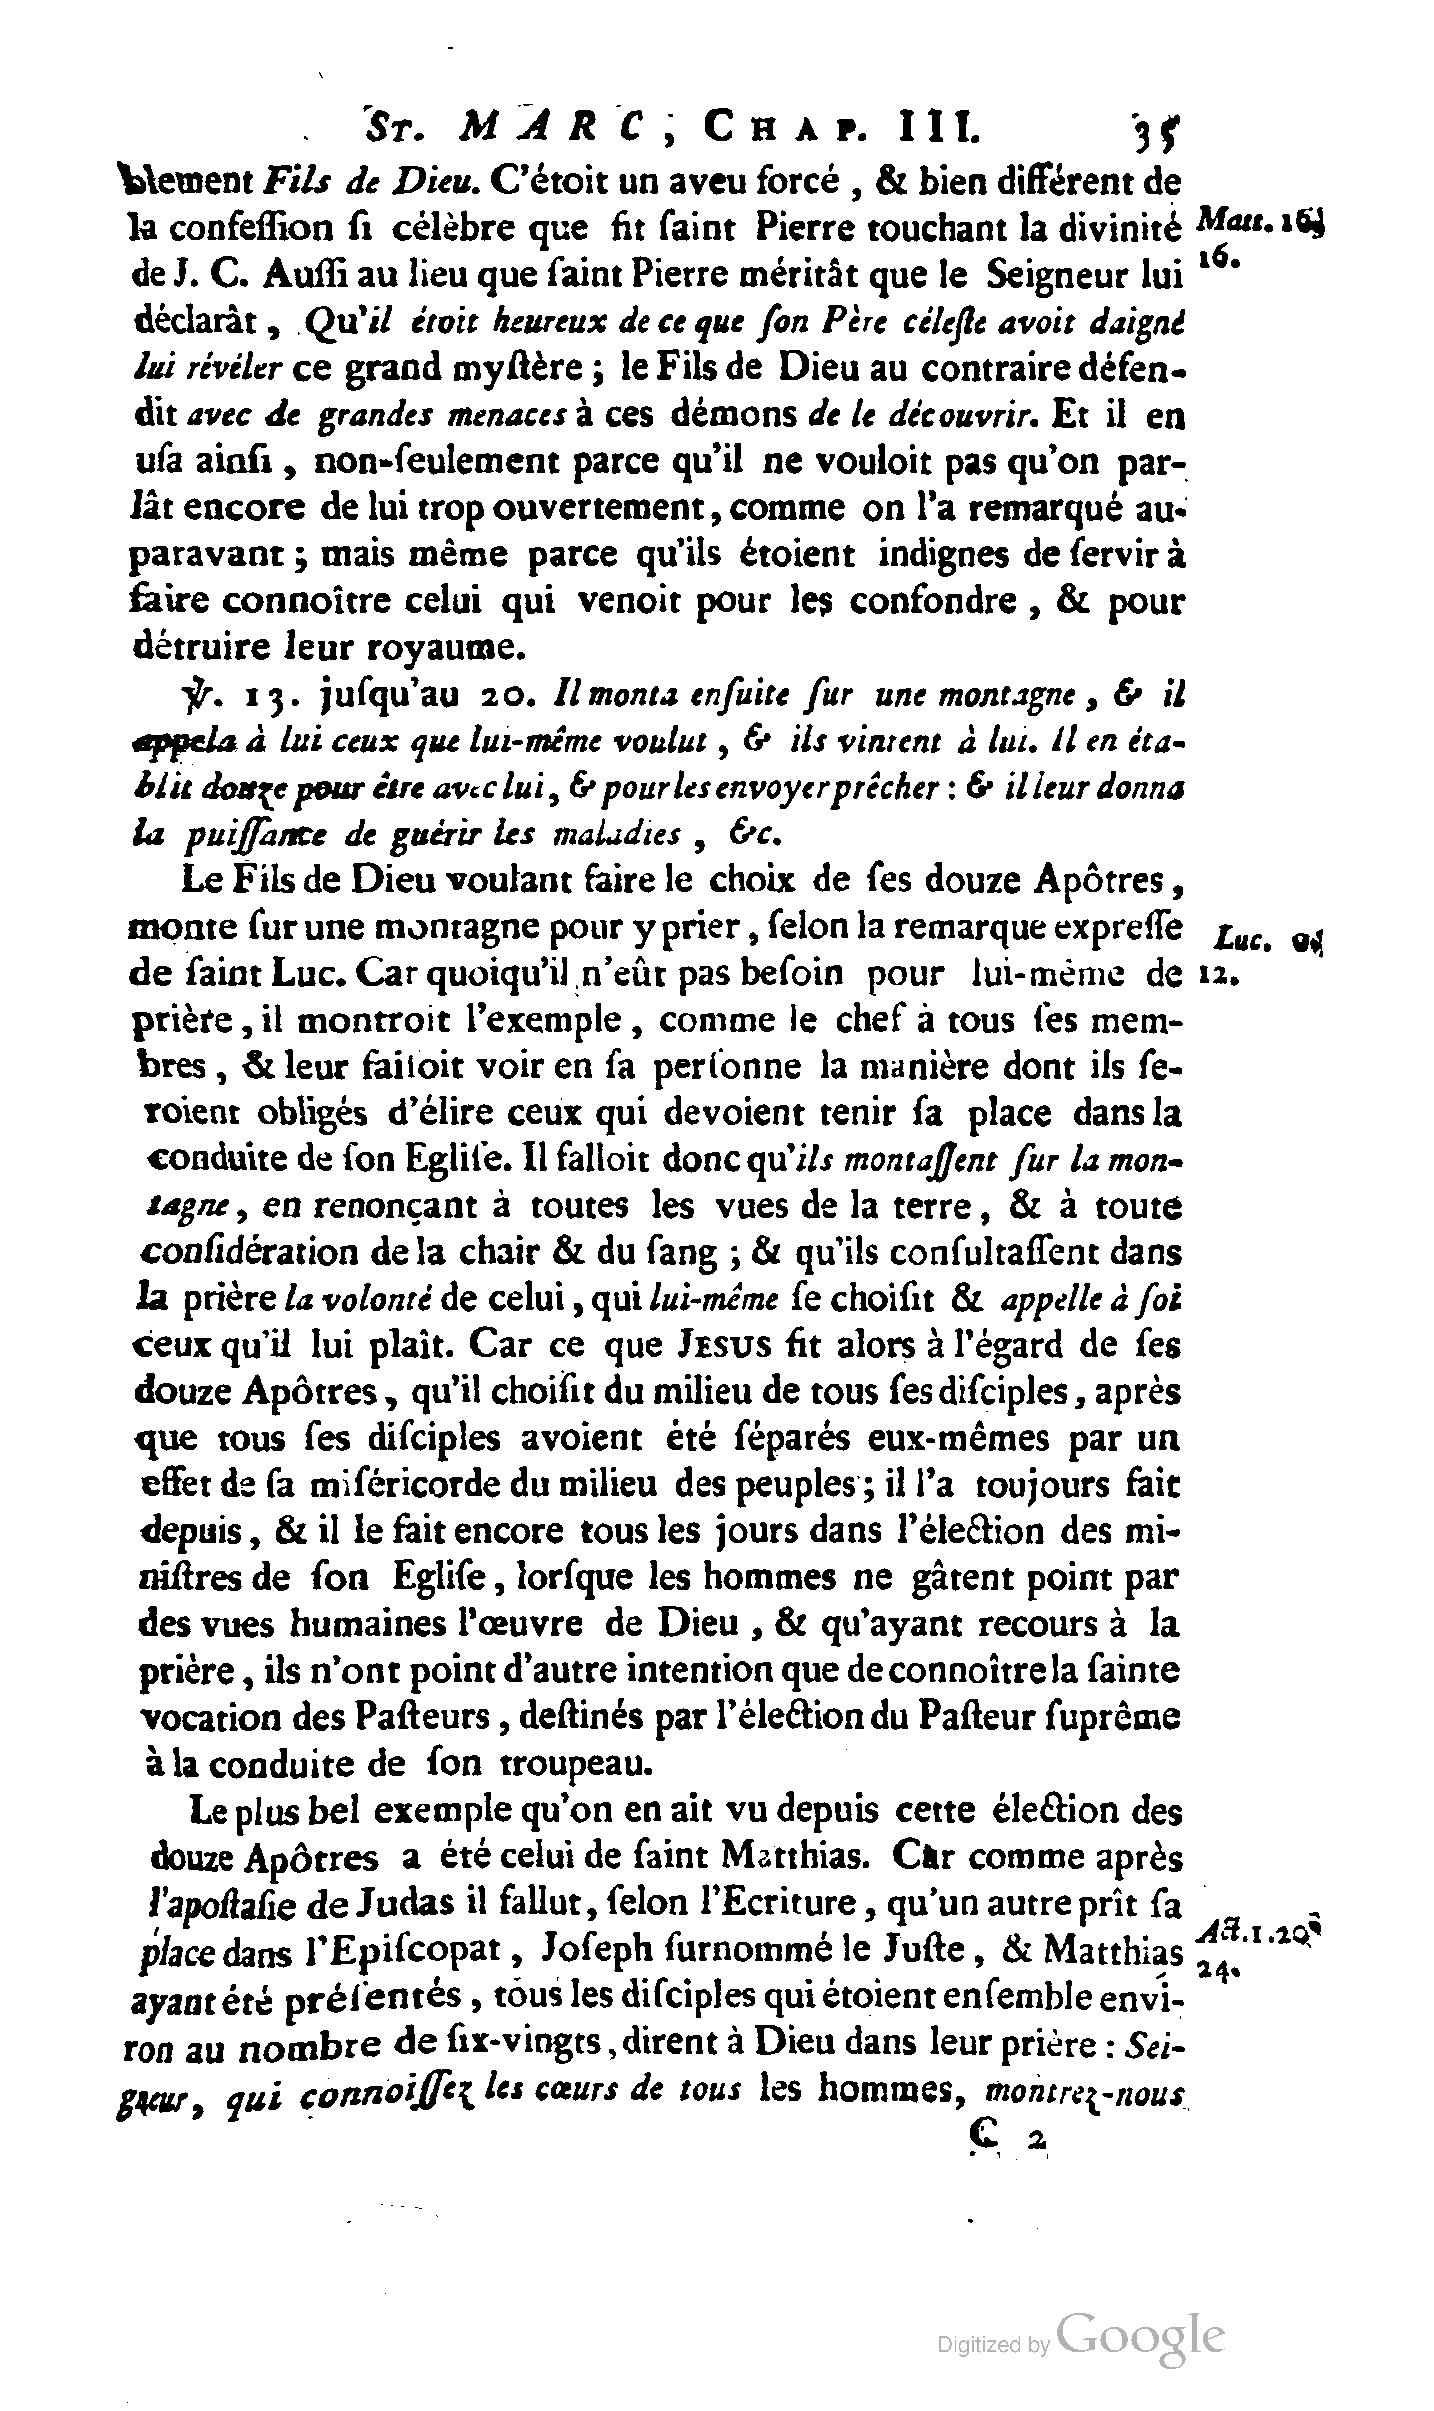 St. MARC, CHAP. III. 35
blement Fils de Dieu. C'étoit un aveu forcé, & bien différent de
la confeſſion ſi célèbre que fit ſaint Pierre touchant la divinité
Matt. 16.
de J. C. Auſſi au lieu que ſaint Pierre méritât que le Seigneur lui
16.
déclarât, Qu'il étoit heureux de ce que ſon Père céleſte avoit daigné
lui révéler ce grand myſtère; le Fils de Dieu au contraire défen-
dit avec de grandes menaces à ces démons de le découvrir. Et il en
uſa ainſi, non-ſeulement parce qu'il ne vouloit pas qu'on par-
lât encore de lui trop ouvertement, comme on l'a remarqué au-
paravant; mais même parce qu'ils étoient indignes de ſervir à
faire connoître celui qui venoit pour les confondre, & pour
détruire leur royaume.
℣. 13. juſqu'au 20. Il monta enſuite ſur une montagne, & il
appela à lui ceux que lui-même voulut, & ils vinrent à lui. Il en éta-
blit douze pour être avec lui, & pour les envoyer prêcher: & il leur donna
la puiſſance de guérir les maladies, &c.
Le Fils de Dieu voulant faire le choix de ſes douze Apôtres,
monte ſur une montagne pour y prier, ſelon la remarque expreſſe
Luc.
de ſaint Luc. Car quoiqu'il n'eût pas beſoin pour lui-même de
12.
prière, il montroit l'exemple, comme le chef à tous ſes mem-
bres, & leur faiſoit voir en ſa perſonne la manière dont ils ſe-
roient obligés d'élire ceux qui devoient tenir ſa place dans la
conduite de ſon Egliſe. Il falloit donc qu'ils montaſſent ſur la mon-
tagne, en renonçant à toutes les vues de la terre, & à toute
conſidération de la chair & du ſang; & qu'ils conſultaſſent dans
la prière la volonté de celui, qui lui-même ſe choiſit & appelle à ſoi
ceux qu'il lui plaît. Car ce que JESUS fit alors à l'égard de ſes
douze Apôtres, qu'il choiſit du milieu de tous ſes diſciples, après
que tous ſes diſciples avoient été ſéparés eux-mêmes par un
effet de ſa miſéricorde du milieu des peuples; il l'a toujours fait
depuis, & il le fait encore tous les jours dans l'élection des mi-
niſtres de ſon Egliſe, lorſque les hommes ne gâtent point par
des vues humaines l'œuvre de Dieu, & qu'ayant recours à la
prière, ils n'ont point d'autre intention que de connoître la ſainte
vocation des Paſteurs, deſtinés par l'élection du Paſteur ſuprême
à la conduite de ſon troupeau.
Le plus bel exemple qu'on en ait vu depuis cette élection des
douze Apôtres a été celui de ſaint Matthias. Car comme après
l'apoſtaſie de Judas il fallut, ſelon l'Ecriture, qu'un autre prît ſa
place dans l'Epiſcopat, Joſeph ſurnommé le Juſte, & Matthias
Act. 1. 20.
24.
ayant été préſentés, tous les diſciples qui étoient enſemble envi-
ron au nombre de ſix-vingts, dirent à Dieu dans leur prière: Sei-
gneur, qui connoiſſez les cœurs de tous les hommes, montrez-nous
C 2
Digitized by Google